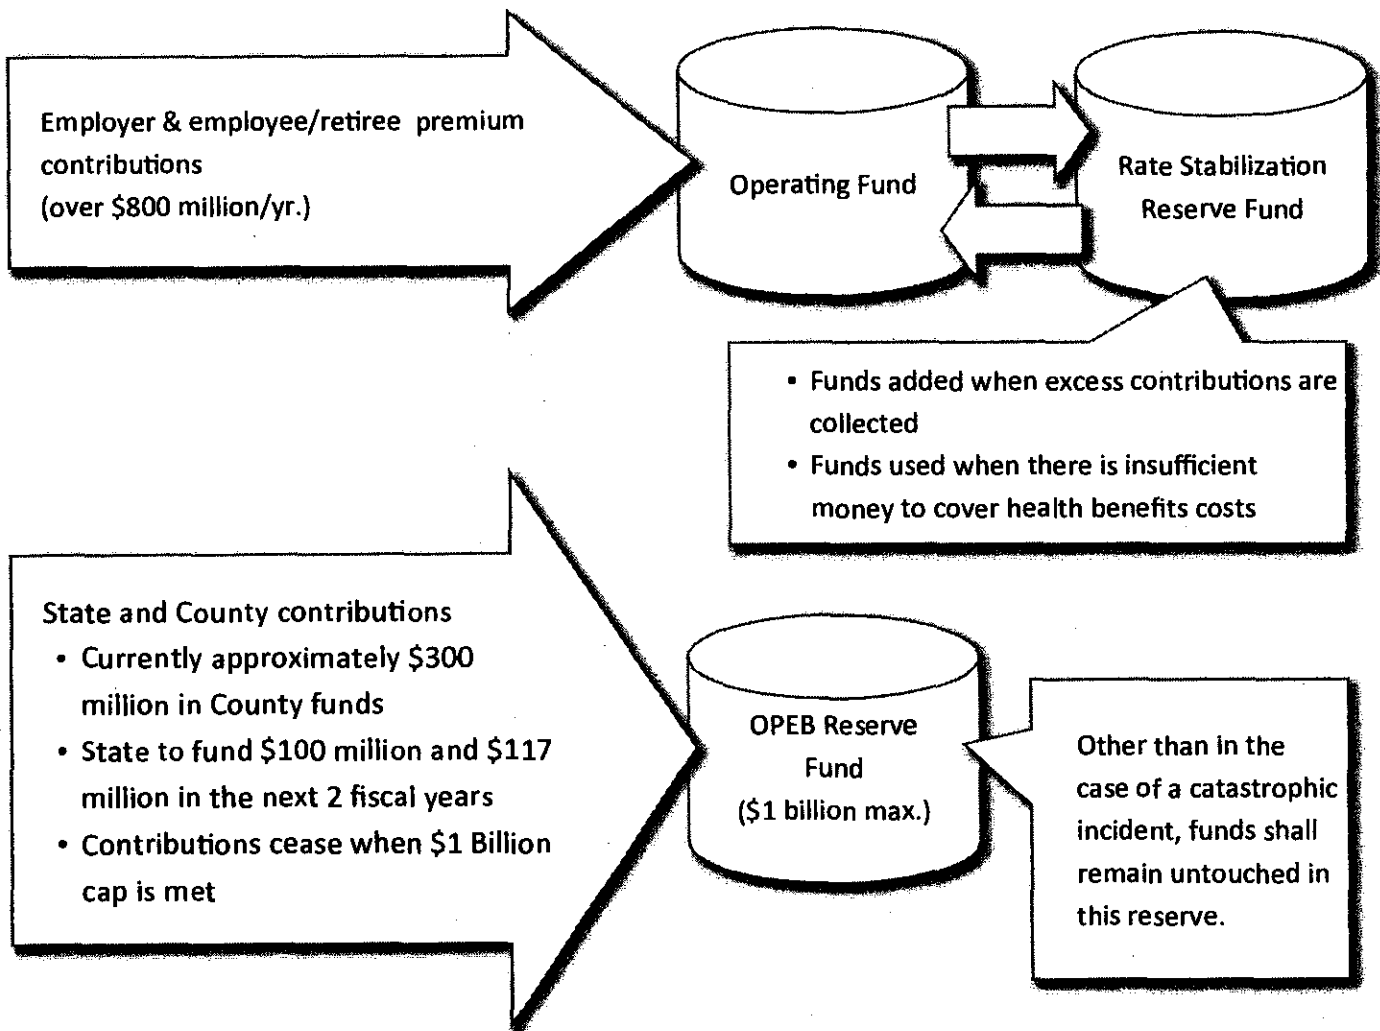 Employer & employee/retiree premium
contributions
(over $800 million/yr.)
Operating Fund
Rate Stabilization
Reserve Fund
• Funds added when excess contributions are
collected
• Funds used when there is insufficient
money to cover health benefits costs
State and County contributions
• Currently approximately $300
million in County funds
• State to fund $100 million and $117
million in the next 2 fiscal years
• Contributions cease when $1 Billion
cap is met
OPEB Reserve
Fund
($1 billion max.)
Other than in the
case of a catastrophic
incident, funds shall
remain untouched in
this reserve.